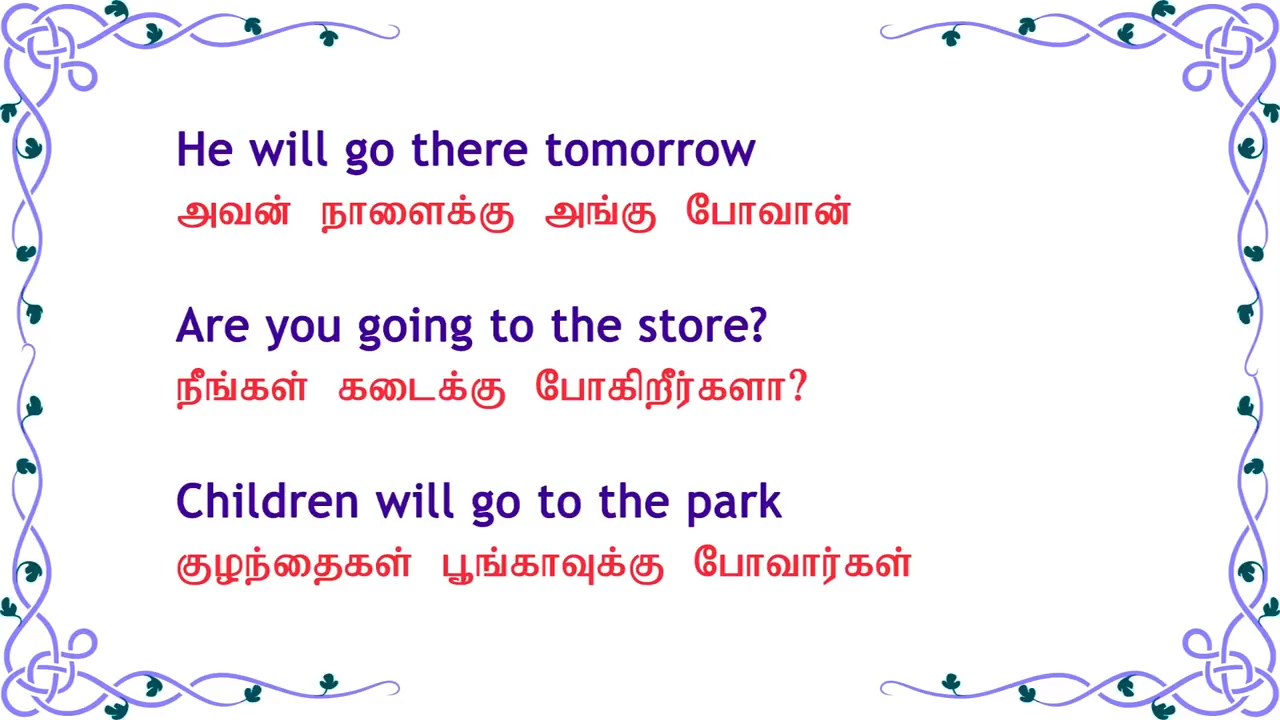 He will go there tomorrow
அவன் நாளைக்கு அங்கு போவான்
Are you going to the store?
நீங்கள் கடைக்கு போகிறீர்களா?
Children will go to the park
குழந்தைகள் பூங்காவுக்கு போவார்கள்